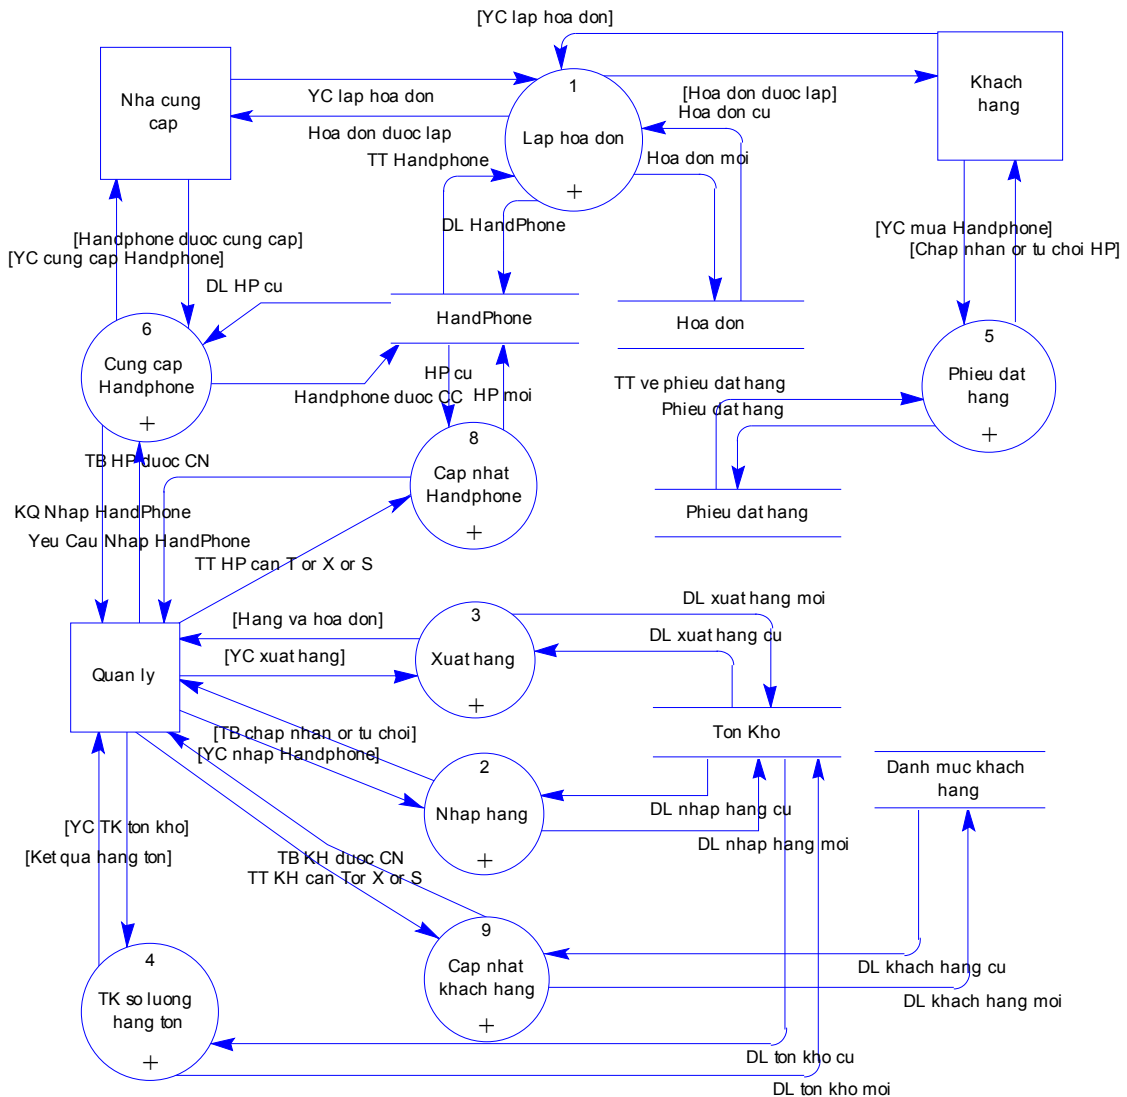 [YC lap hoa don]
Nha cung
cap
YC lap hoa don
Hoa don duoc lap
1
Lap hoa don
+
[Hoa don duoc lap]
Hoa don cu
Hoa don moi
Khach
hang
TT Handphone
DL HandPhone
[Handphone duoc cung cap]
[YC cung cap Handphone]
[YC mua Handphone]
[Chap nhan or tu choi HP]
DL HP cu
HandPhone
Hoa don
6
Cung cap
Handphone
+
5
Phieu dat
hang
+
HP cu
Handphone duoc CC
HP moi
TT ve phieu dat hang
Phieu dat hang
8
Cap nhat
Handphone
+
TB HP duoc CN
KQ Nhap HandPhone
Yeu Cau Nhap HandPhone
TT HP can T or X or S
Phieu dat hang
Quan ly
[Hang va hoa don]
[YC xuat hang]
3
Xuat hang
+
DL xuat hang moi
DL xuat hang cu
[TB chap nhan or tu choi]
[YC nhap Handphone]
2
Nhap hang
+
Ton Kho
Danh muc khach
hang
DL nhap hang cu
DL nhap hang moi
[YC TK ton kho]
[Ket qua hang ton]
TB KH duoc CN
TT KH can Tor X or S
9
Cap nhat
khach hang
+
4
TK so luong
hang ton
+
DL khach hang cu
DL khach hang moi
DL ton kho cu
DL ton kho moi